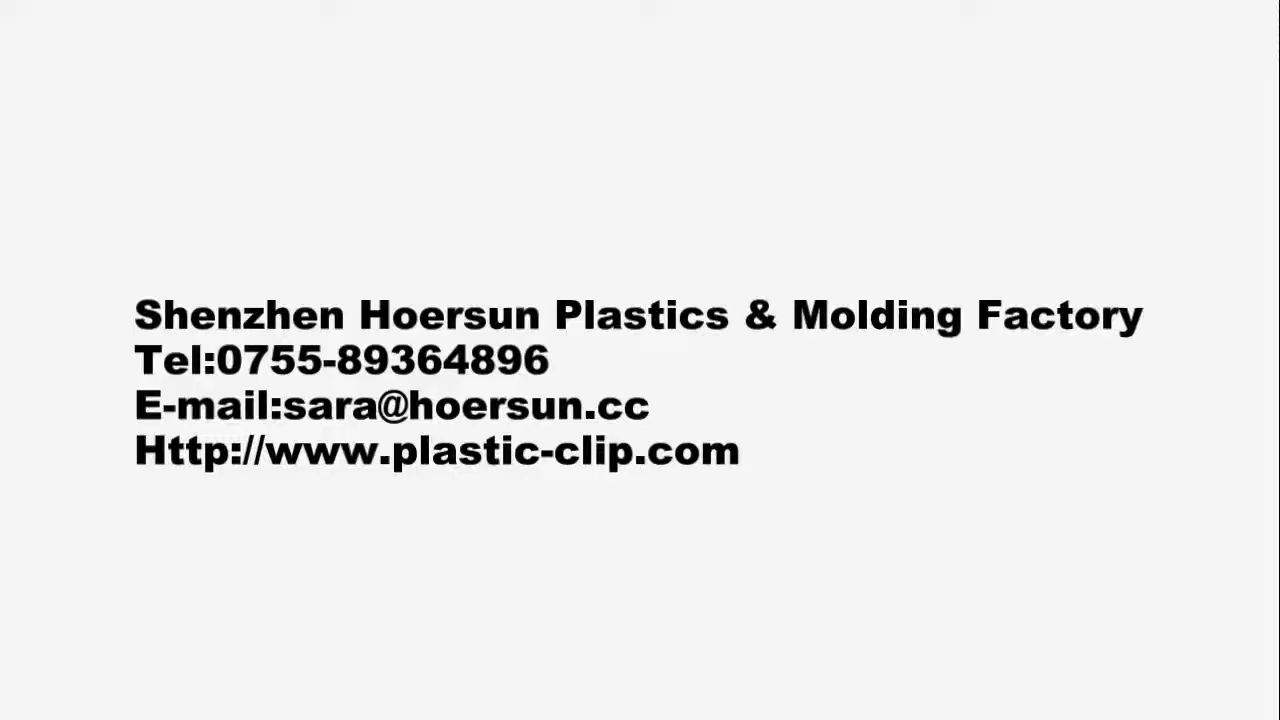 Shenzhen Hoersun Plastics & Molding Factory
Tel:0755-89364896
E-mail:sara@hoersun.cc
Http://www.plastic-clip.com